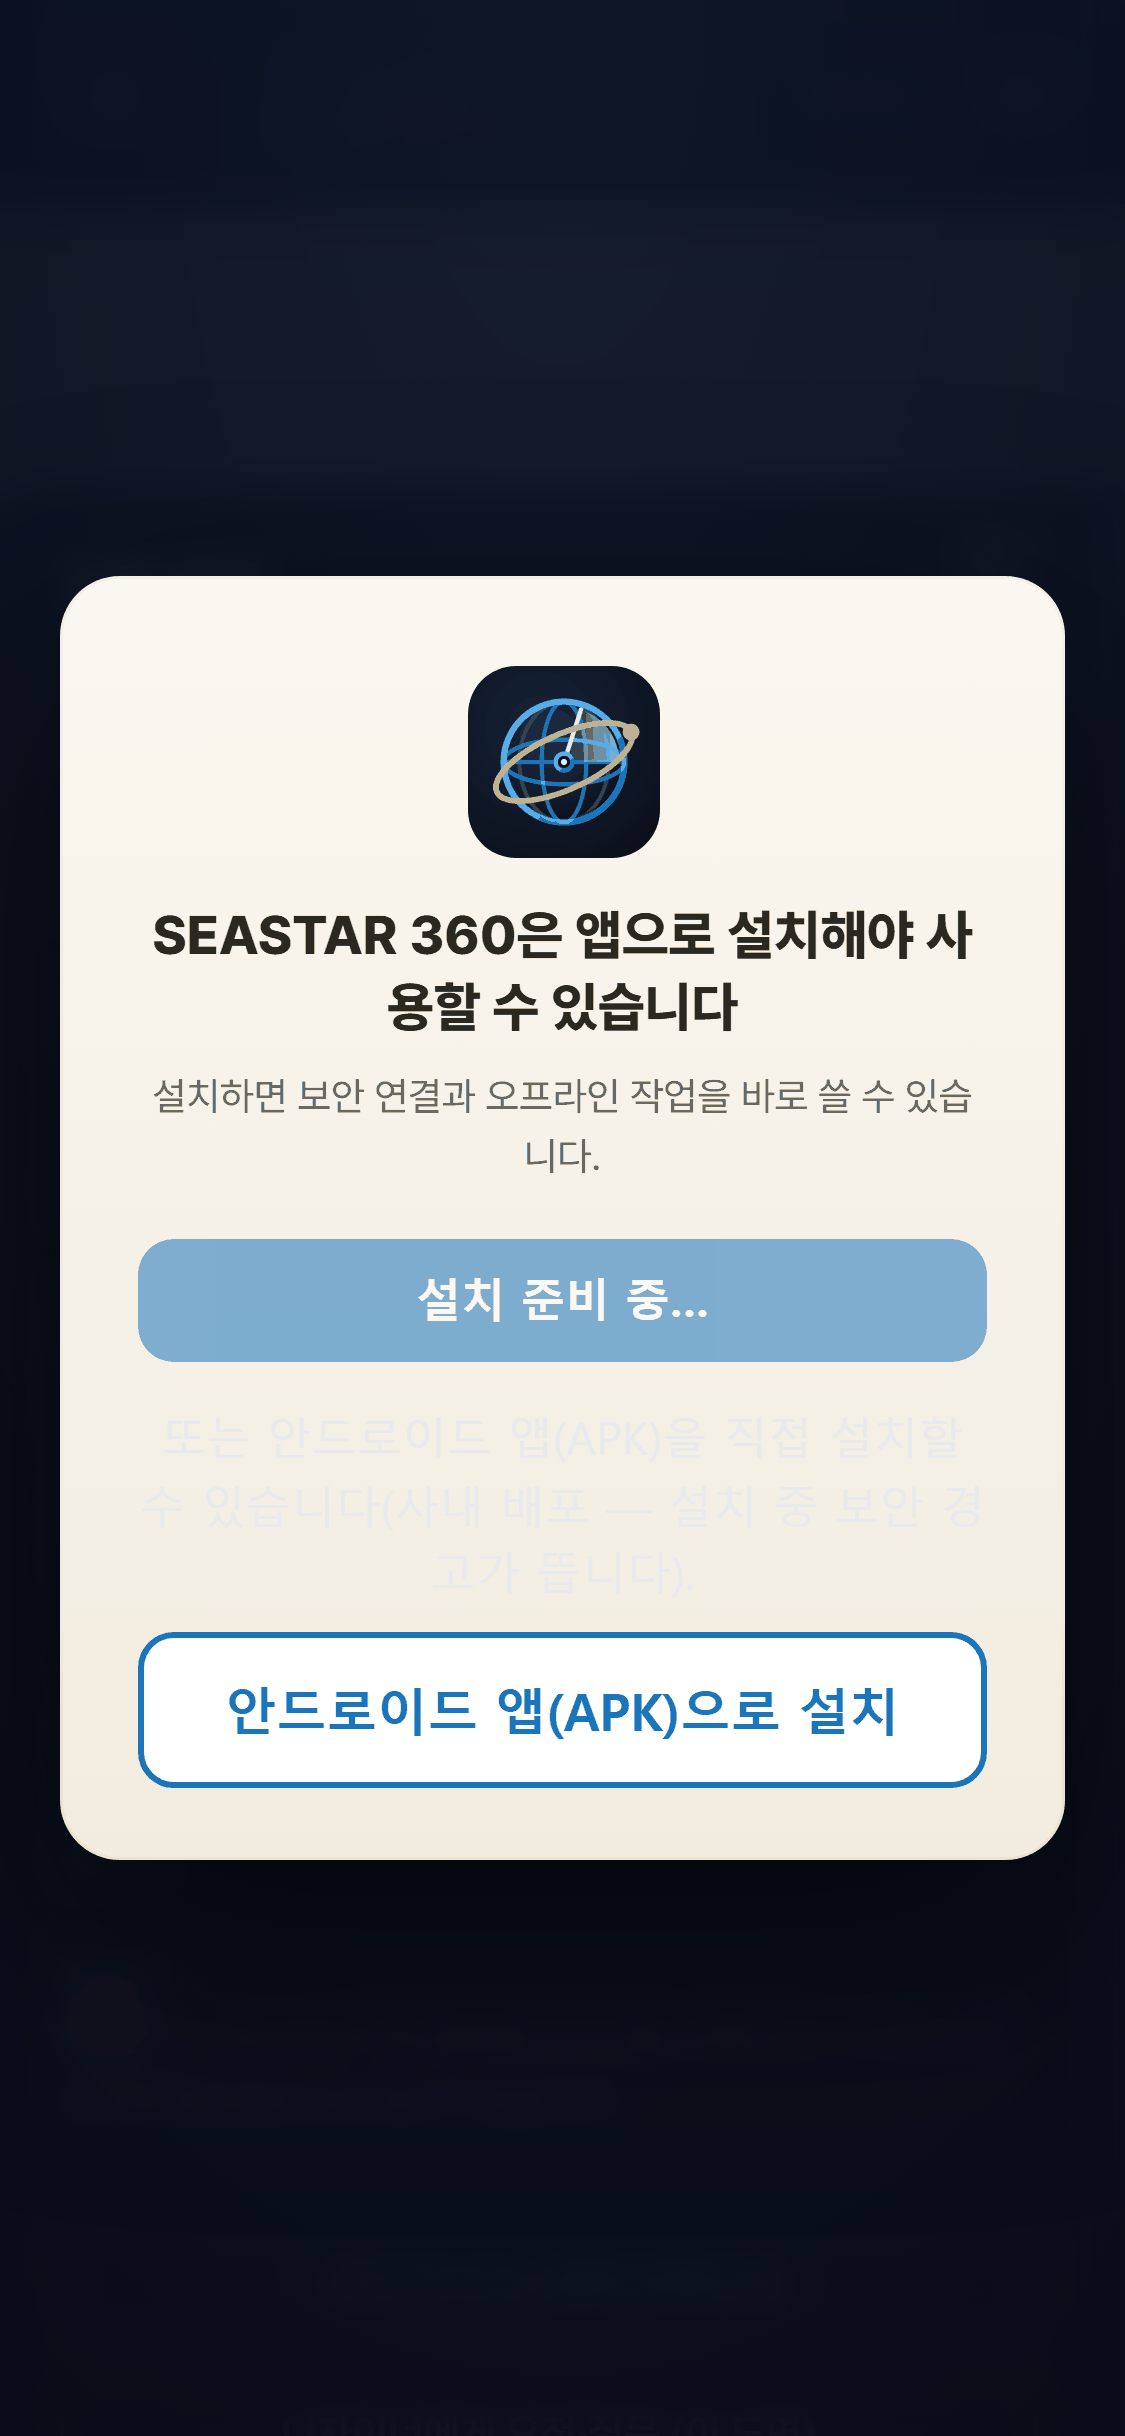 SEASTAR 360은 앱으로 설치해야 사
용할 수 있습니다
설치하면 보안 연결과 오프라인 작업을 바로 쓸 수 있습
니다.
설치 준비 중...
또는 안드로이드 앱(APK)을 직접 설치할
수 있습니다(사내 배포 — 설치 중 보안 경
고가 뜹니다).
안드로이드 앱(APK)으로 설치